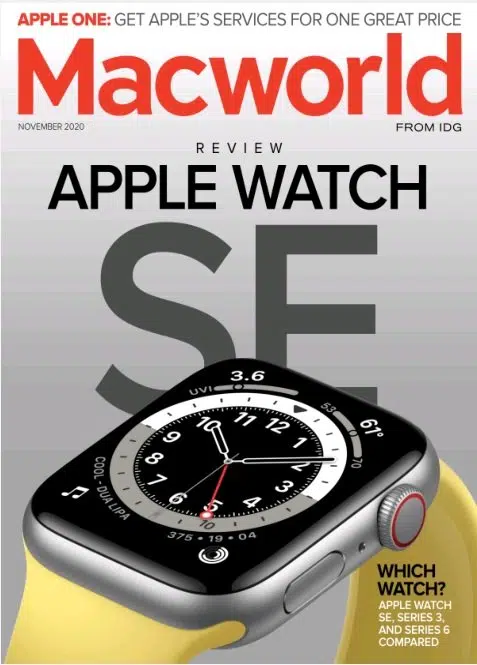 APPLE ONE: GET APPLE'S SERVICES FOR ONE GREAT PRICE
Macworld
NOVEMBER 2020
FROM IDG
REVIEW
APPLE WATCH
SE
UVI
3.6
53
61°
70
10
11
12
1
2
4
5
6
7
8
9
10
COOL • DUA LIPA
375 • 19 • 04
WHICH
WATCH?
APPLE WATCH
SE, SERIES 3,
AND SERIES 6
COMPARED